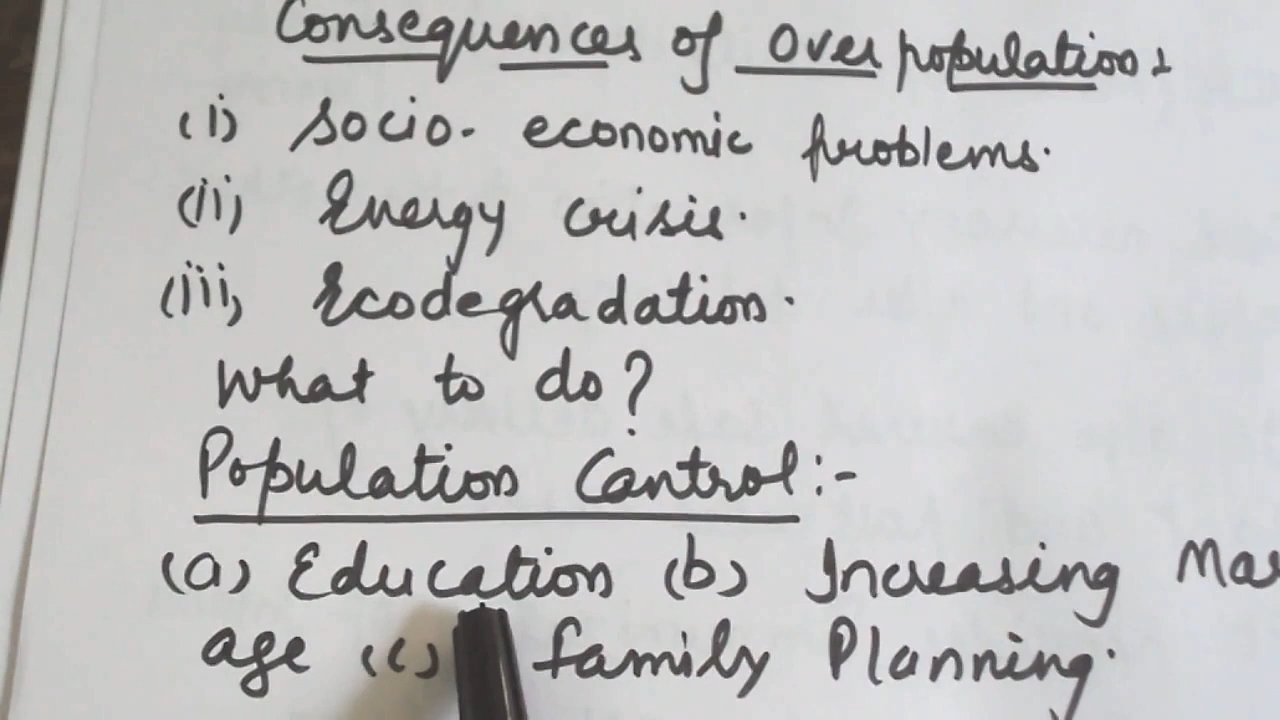 Consequences of Over population:
(i) Socio- economic problems.
(ii) Energy crisis.
(iii) Ecodegradation.
What to do?
Population Control:-
(a) Education (b) Increasing
age (c) family Planning.